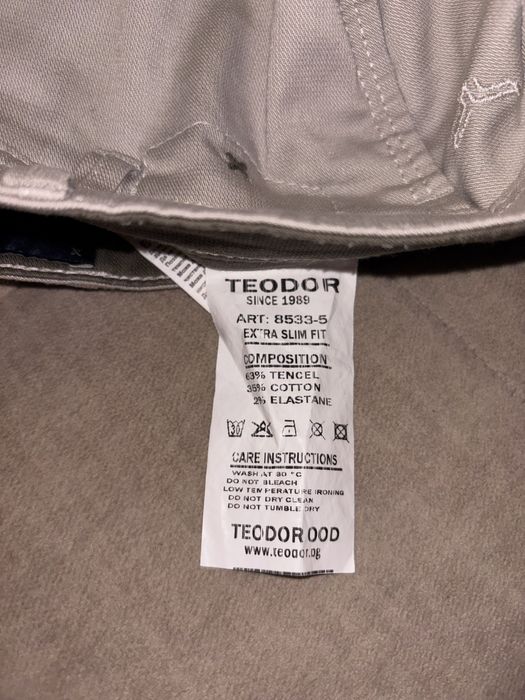 TEODOR
SINCE 1989
ART: 8533-5
EXTRA SLIM FIT
COMPOSITION
63% TENCEL
35% COTTON
2% ELASTANE
30
CARE INSTRUCTIONS
WASH AT 30 °C
DO NOT BLEACH
LOW TEMPERATURE IRONING
DO NOT DRY CLEAN
DO NOT TUMBLE DRY
TEODOR OOD
www.teodor.bg